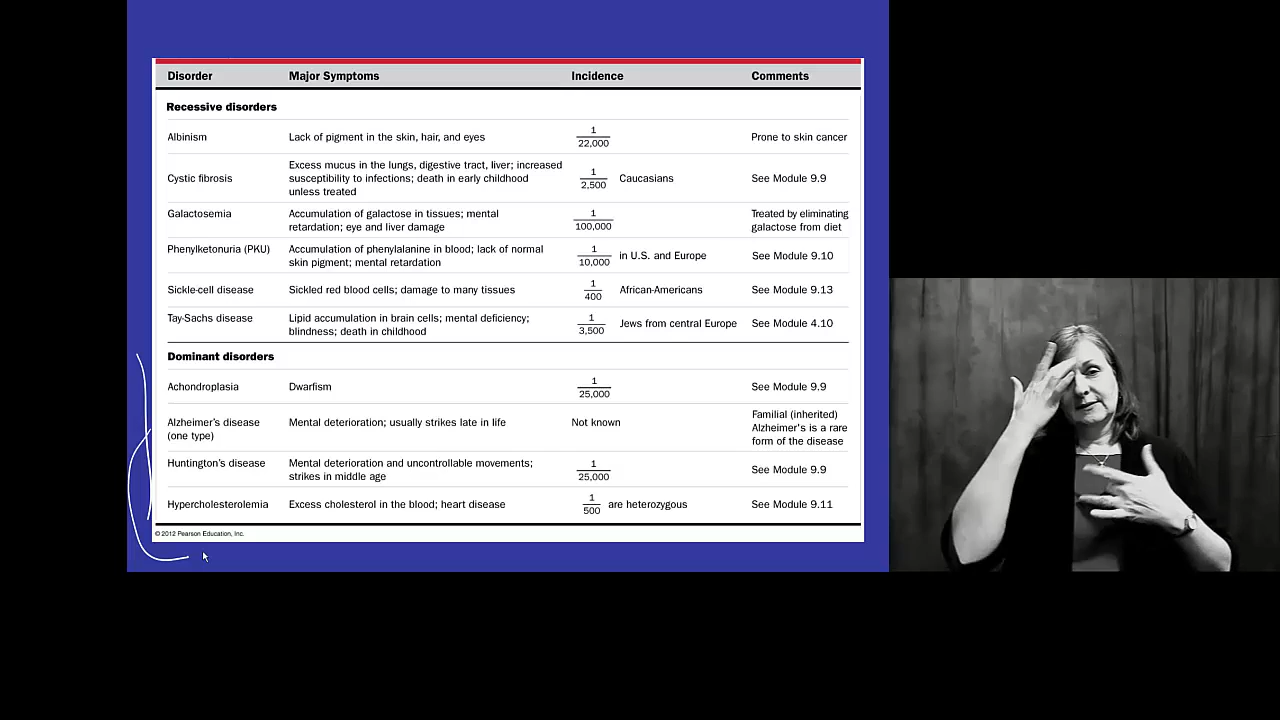 Disorder Major Symptoms Incidence Comments
Recessive disorders
Albinism Lack of pigment in the skin, hair, and eyes 1/22,000 Prone to skin cancer
Cystic fibrosis Excess mucus in the lungs, digestive tract, liver; increased
susceptibility to infections; death in early childhood
unless treated 1/2,500 Caucasians See Module 9.9
Galactosemia Accumulation of galactose in tissues; mental
retardation; eye and liver damage 1/100,000 Treated by eliminating
galactose from diet
Phenylketonuria (PKU) Accumulation of phenylalanine in blood; lack of normal
skin pigment; mental retardation 1/10,000 in U.S. and Europe See Module 9.10
Sickle-cell disease Sickled red blood cells; damage to many tissues 1/400 African-Americans See Module 9.13
Tay-Sachs disease Lipid accumulation in brain cells; mental deficiency;
blindness; death in childhood 1/3,500 Jews from central Europe See Module 4.10
Dominant disorders
Achondroplasia Dwarfism 1/25,000 See Module 9.9
Alzheimer's disease
(one type) Mental deterioration; usually strikes late in life Not known Familial (inherited)
Alzheimer's is a rare
form of the disease
Huntington's disease Mental deterioration and uncontrollable movements;
strikes in middle age 1/25,000 See Module 9.9
Hypercholesterolemia Excess cholesterol in the blood; heart disease 1/500 are heterozygous See Module 9.11
© 2012 Pearson Education, Inc.